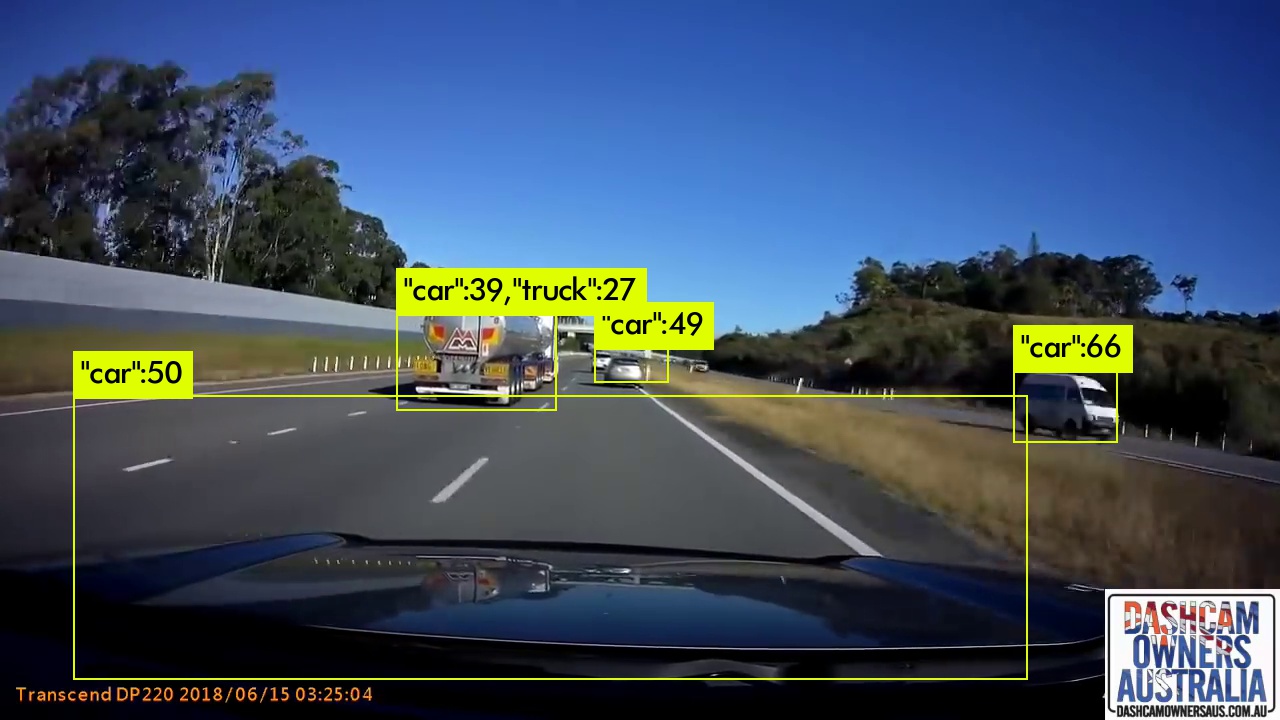 "car":39,"truck":27
"car":49
"car":66
"car":50
Transcend DP220 2018/06/15 03:25:04
DASHCAM
OWNERS
AUSTRALIA
DASHCAMOWNERSAUS.COM.AU